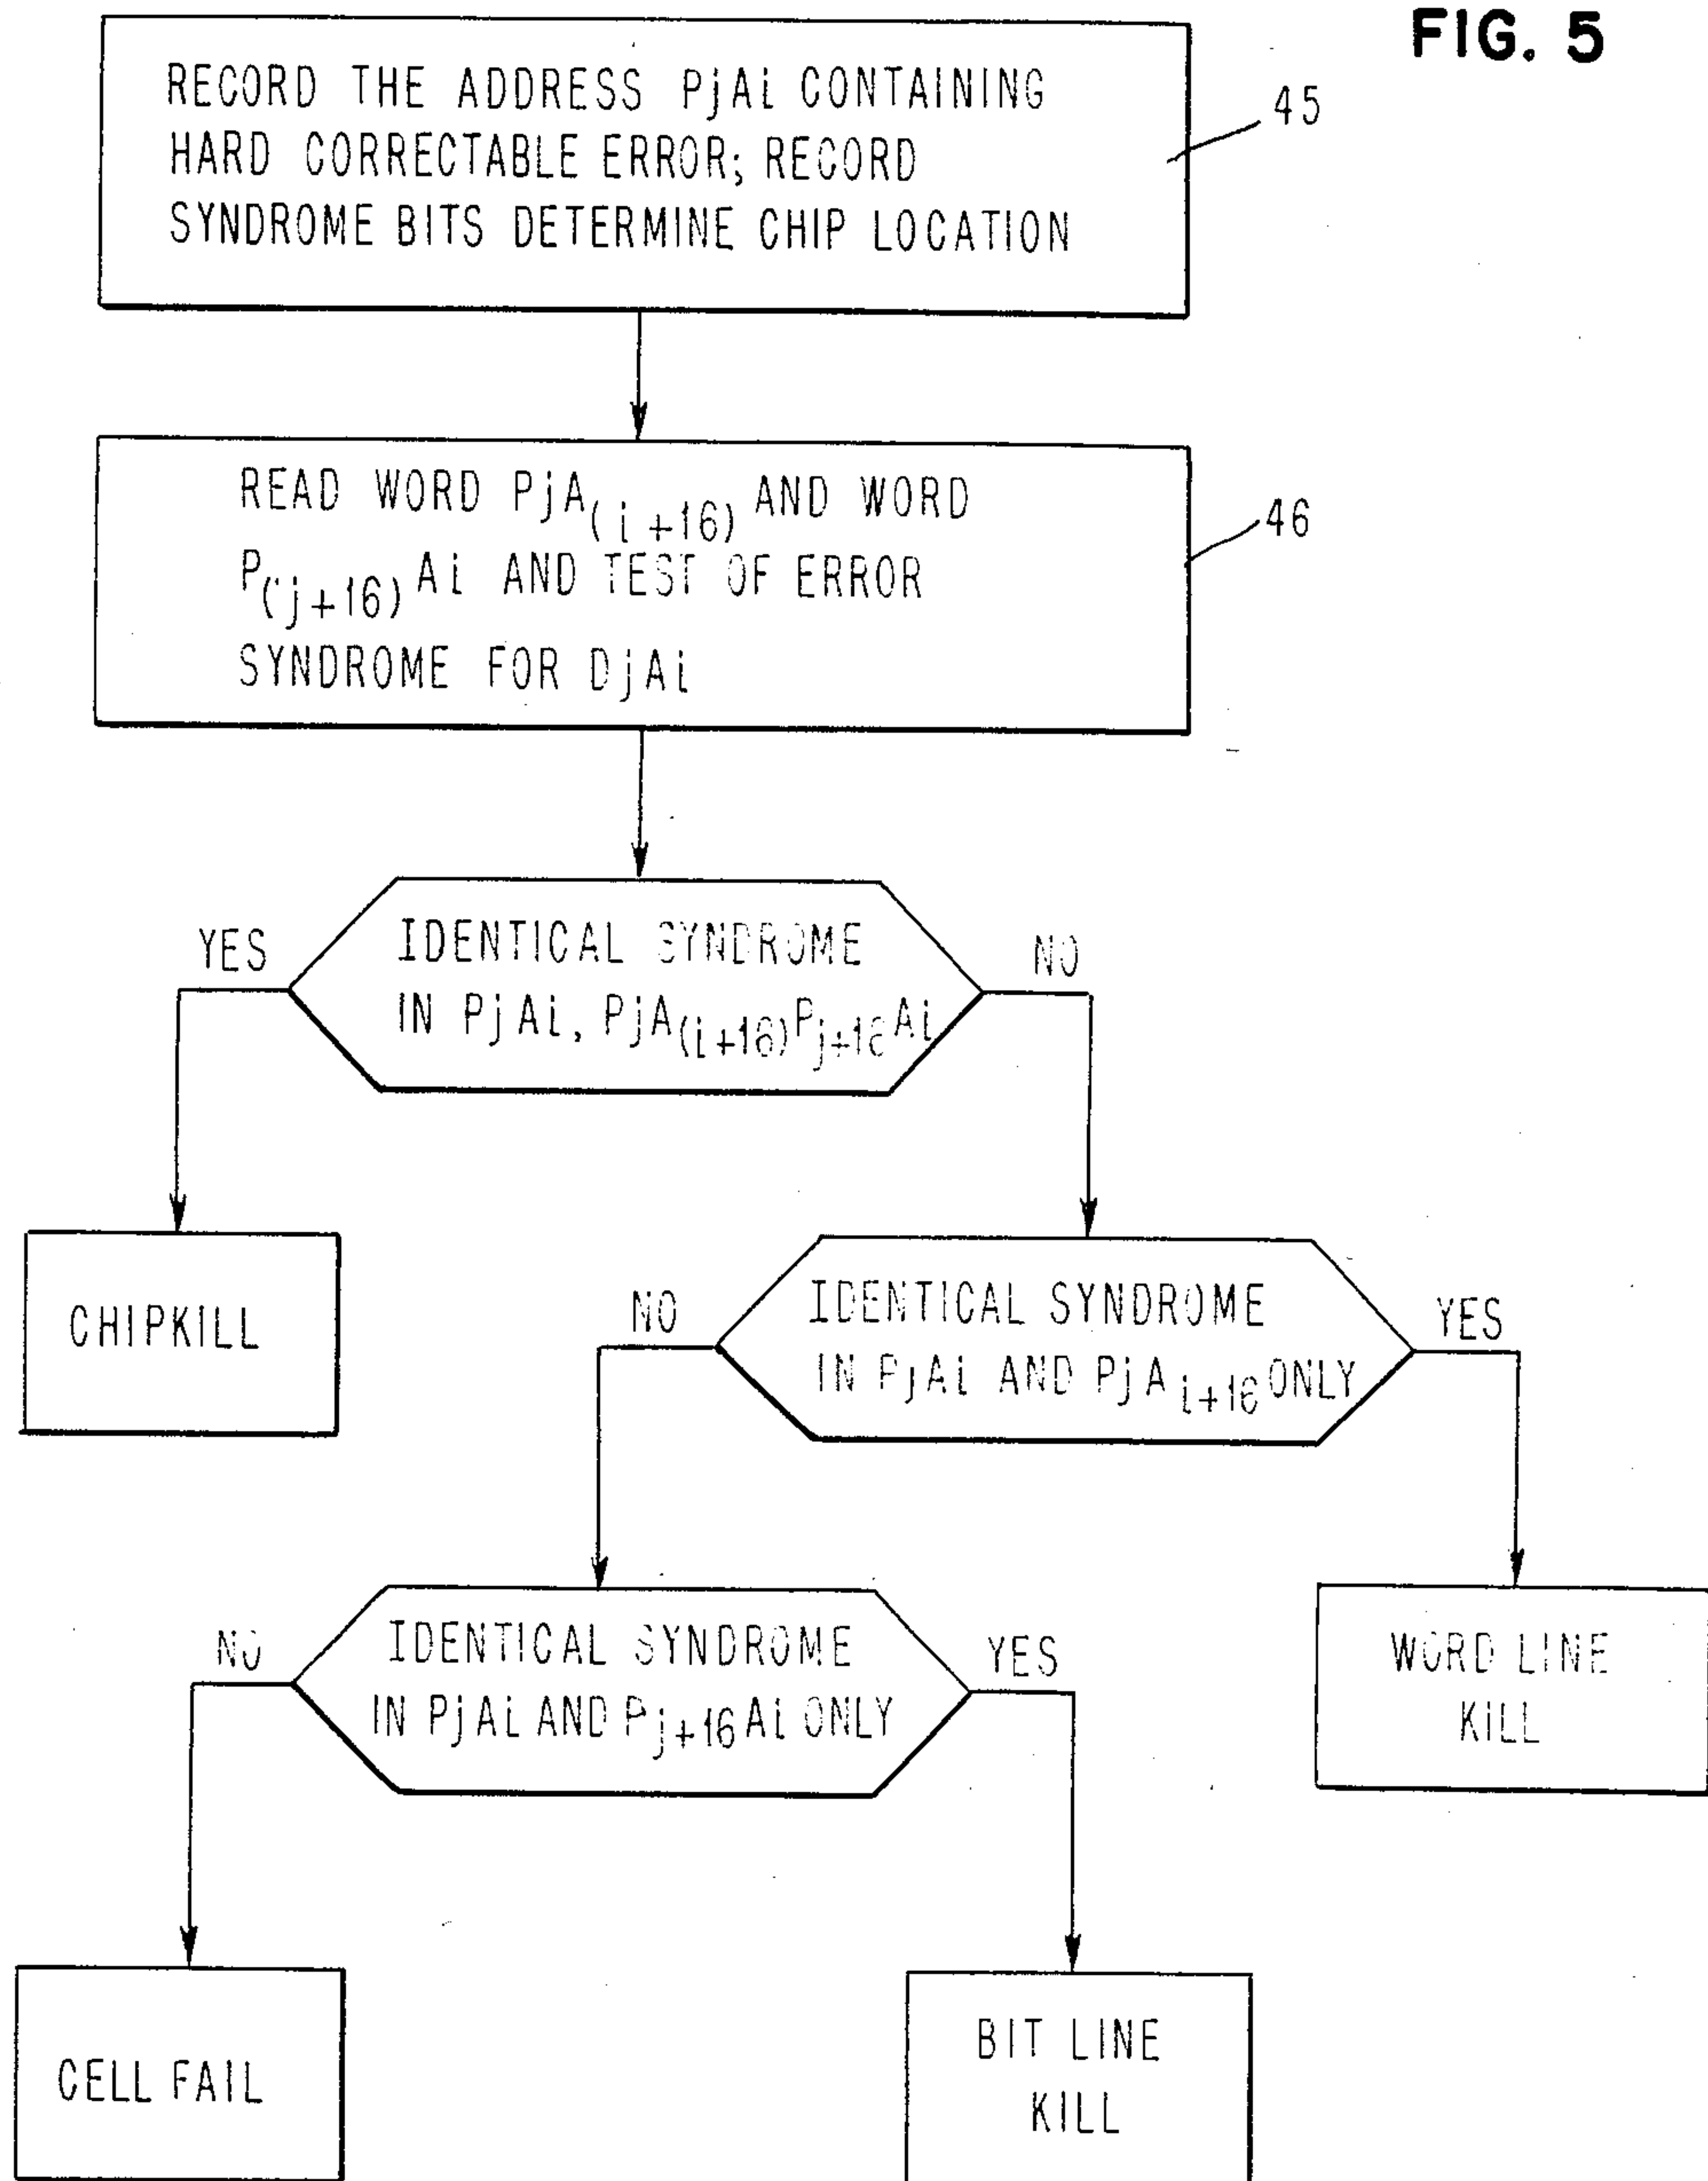 FIG. 5
RECORD THE ADDRESS PjAi CONTAINING
HARD CORRECTABLE ERROR; RECORD
SYNDROME BITS DETERMINE CHIP LOCATION
45
READ WORD PjA(i+16) AND WORD
P(j+16) Ai AND TEST OF ERROR
SYNDROME FOR DjAi
46
IDENTICAL SYNDROME
IN PjAi, PjA(i+16)Pj+16Ai
YES
NO
CHIPKILL
IDENTICAL SYNDROME
IN PjAi AND PjAi+16 ONLY
NO
YES
IDENTICAL SYNDROME
IN PjAi AND Pj+16Ai ONLY
NO
YES
WORD LINE
KILL
CELL FAIL
BIT LINE
KILL